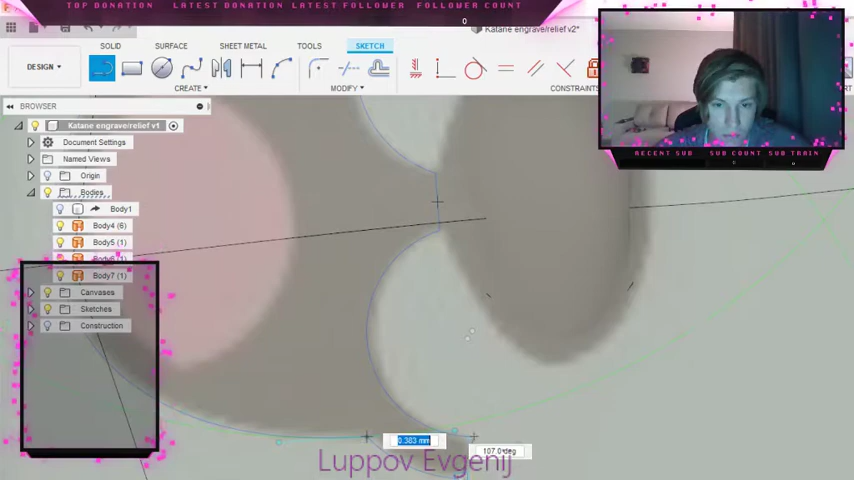 TOP DONATION LATEST DONATION LATEST FOLLOWER FOLLOWER COUNT
0
Katane engrave/relief v2*
SOLID SURFACE SHEET METAL TOOLS SKETCH
DESIGN
CREATE MODIFY CONSTRAINTS
BROWSER
Katane engrave/relief v1
Document Settings
Named Views
Origin
Bodies
Body1
Body4 (6)
Body5 (1)
Body6 (1)
Body7 (1)
Canvases
Sketches
Construction
RECENT SUB SUB COUNT SUB TRAIN
0.383 mm
107.0 deg
Luppov Evgenij